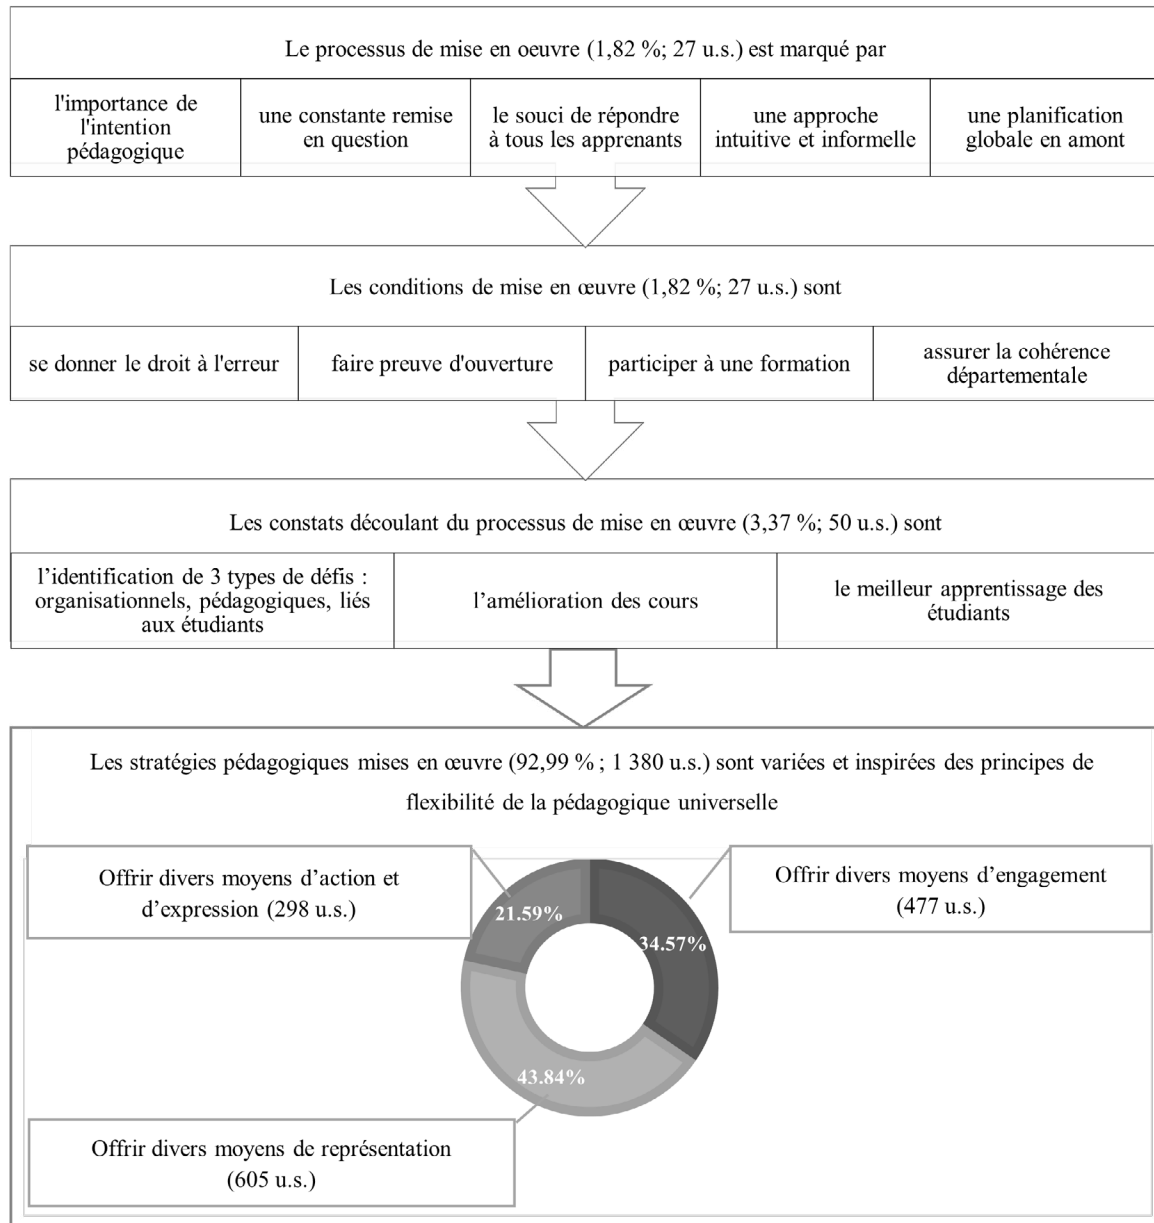 Le processus de mise en oeuvre (1,82 %; 27 u.s.) est marqué par
l'importance de
l'intention
pédagogique
une constante remise
en question
le souci de répondre
à tous les apprenants
une approche
intuitive et informelle
une planification
globale en amont
Les conditions de mise en œuvre (1,82 %; 27 u.s.) sont
se donner le droit à l'erreur
faire preuve d'ouverture
participer à une formation
assurer la cohérence
départementale
Les constats découlant du processus de mise en œuvre (3,37 %; 50 u.s.) sont
l’identification de 3 types de défis :
organisationnels, pédagogiques, liés
aux étudiants
l’amélioration des cours
le meilleur apprentissage des
étudiants
Les stratégies pédagogiques mises en œuvre (92,99 % ; 1 380 u.s.) sont variées et inspirées des principes de
flexibilité de la pédagogique universelle
Offrir divers moyens d’action et
d’expression (298 u.s.)
Offrir divers moyens d’engagement
(477 u.s.)
21.59%
34.57%
43.84%
Offrir divers moyens de représentation
(605 u.s.)